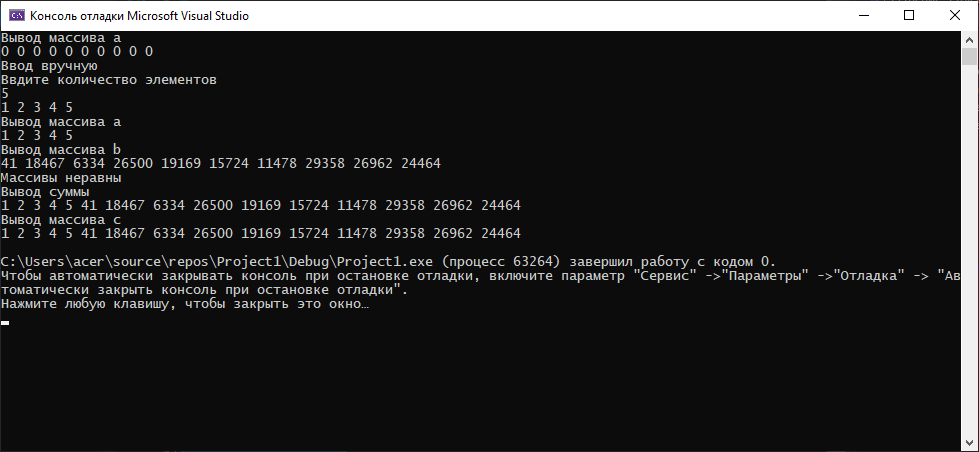 Консоль отладки Microsoft Visual Studio
Вывод массива a
0 0 0 0 0 0 0 0 0 0
Ввод вручную
Ввдите количество элементов
5
1 2 3 4 5
Вывод массива a
1 2 3 4 5
Вывод массива b
41 18467 6334 26500 19169 15724 11478 29358 26962 24464
Массивы неравны
Вывод суммы
1 2 3 4 5 41 18467 6334 26500 19169 15724 11478 29358 26962 24464
Вывод массива c
1 2 3 4 5 41 18467 6334 26500 19169 15724 11478 29358 26962 24464
C:\Users\acer\source\repos\Project1\Debug\Project1.exe (процесс 63264) завершил работу с кодом 0.
Чтобы автоматически закрывать консоль при остановке отладки, включите параметр "Сервис" ->"Параметры" ->"Отладка" -> "Ав
томатически закрыть консоль при остановке отладки".
Нажмите любую клавишу, чтобы закрыть это окно…